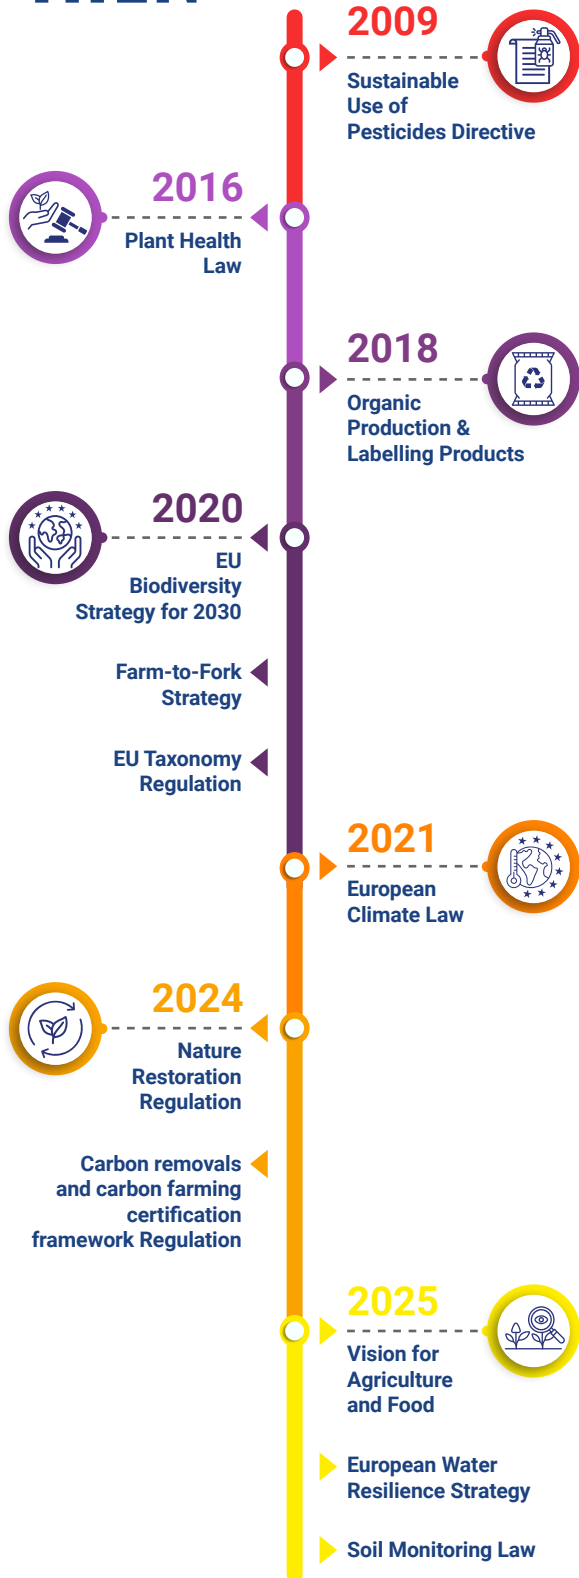 2009
Sustainable
Use of
Pesticides Directive
2016
Plant Health
Law
2018
Organic
Production &
Labelling Products
2020
EU
Biodiversity
Strategy for 2030
Farm-to-Fork
Strategy
EU Taxonomy
Regulation
2021
European
Climate Law
2024
Nature
Restoration
Regulation
Carbon removals
and carbon farming
certification
framework Regulation
2025
Vision for
Agriculture
and Food
European Water
Resilience Strategy
Soil Monitoring Law